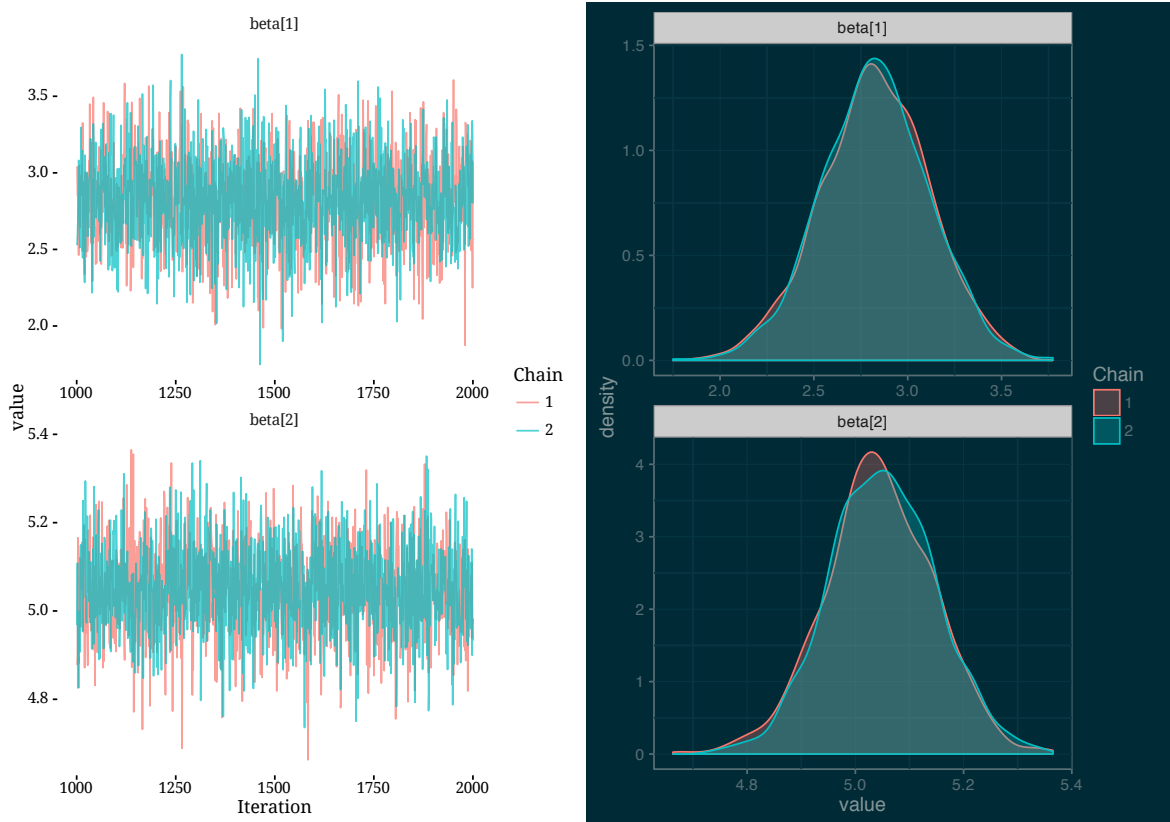 beta[1]
3.5
3.0
2.5
2.0
1000 1250 1500 1750 2000
value
beta[2]
5.4
5.2
5.0
4.8
1000 1250 1500 1750 2000
Iteration
Chain
1
2
beta[1]
1.5
1.0
0.5
0.0
2.0 2.5 3.0 3.5
density
beta[2]
4
3
2
1
0
4.8 5.0 5.2 5.4
value
Chain
1
2